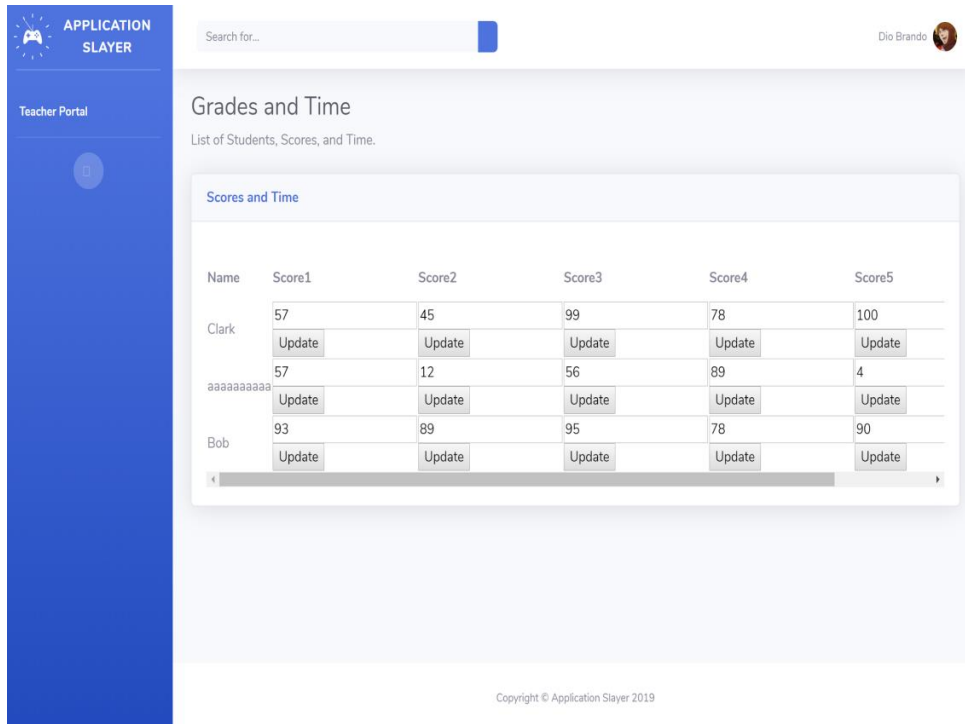 APPLICATION
SLAYER
Search for...
Dio Brando
Teacher Portal
Grades and Time
List of Students, Scores, and Time.
Scores and Time
Name Score1 Score2 Score3 Score4 Score5
Clark 57 45 99 78 100
Update Update Update Update Update
aaaaaaaaaa 57 12 56 89 4
Update Update Update Update Update
Bob 93 89 95 78 90
Update Update Update Update Update
Copyright © Application Slayer 2019